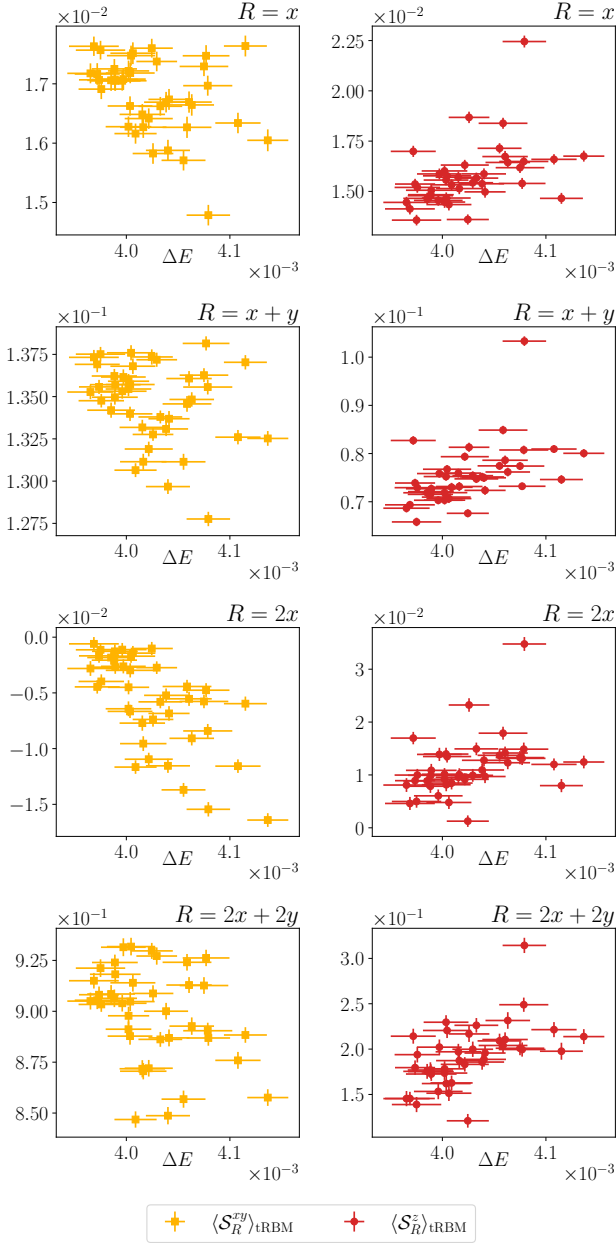 ×10⁻² R = x ×10⁻² R = x
1.7 2.25
2.00
1.6 1.75
1.5 1.50
4.0 4.1 4.0 4.1
ΔE ×10⁻³ ΔE ×10⁻³
×10⁻¹ R = x + y ×10⁻¹ R = x + y
1.375 1.0
1.350 0.9
1.325 0.8
1.300 0.7
1.275
4.0 4.1 4.0 4.1
ΔE ×10⁻³ ΔE ×10⁻³
×10⁻² R = 2x ×10⁻² R = 2x
0.0 3
−0.5 2
−1.0 1
−1.5 0
4.0 4.1 4.0 4.1
ΔE ×10⁻³ ΔE ×10⁻³
×10⁻¹ R = 2x + 2y ×10⁻¹ R = 2x + 2y
9.25 3.0
9.00 2.5
8.75 2.0
8.50 1.5
4.0 4.1 4.0 4.1
ΔE ×10⁻³ ΔE ×10⁻³
⟨𝒮_R^{xy}⟩_{tRBM} ⟨𝒮_R^z⟩_{tRBM}